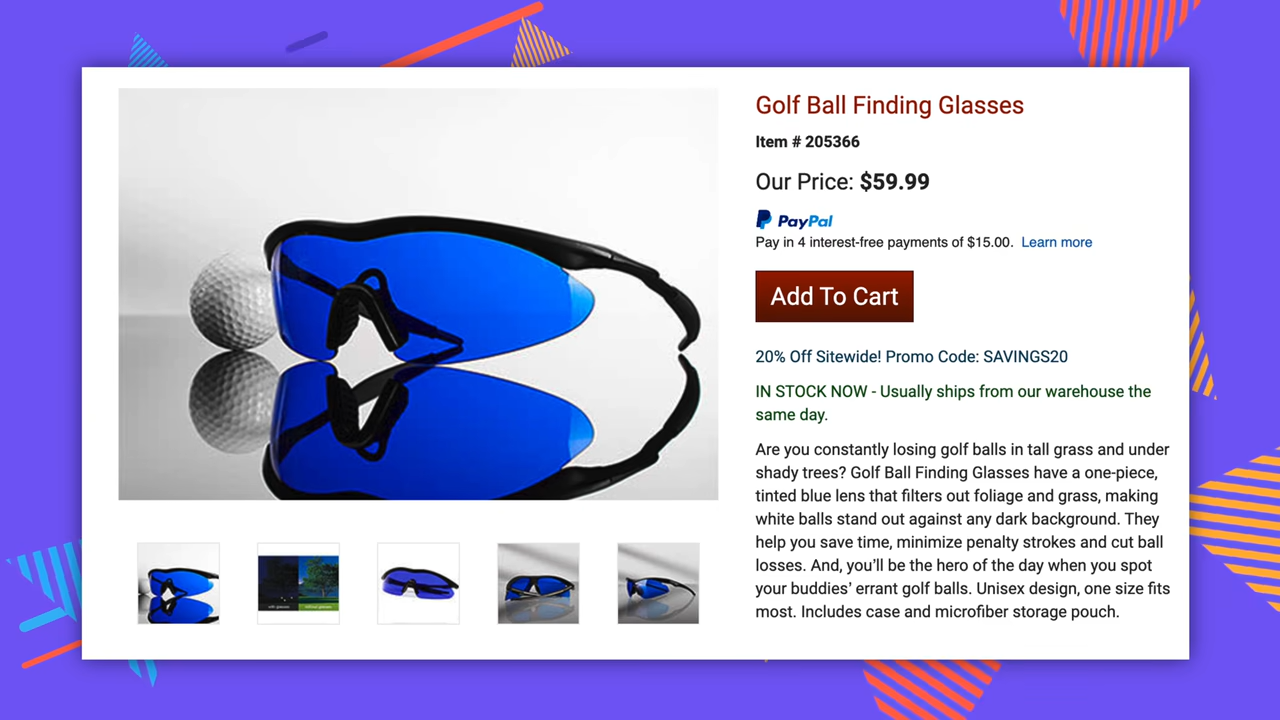 Golf Ball Finding Glasses
Item # 205366
Our Price: $59.99
PayPal
Pay in 4 interest-free payments of $15.00. Learn more
Add To Cart
20% Off Sitewide! Promo Code: SAVINGS20
IN STOCK NOW - Usually ships from our warehouse the
same day.
Are you constantly losing golf balls in tall grass and under
shady trees? Golf Ball Finding Glasses have a one-piece,
tinted blue lens that filters out foliage and grass, making
white balls stand out against any dark background. They
help you save time, minimize penalty strokes and cut ball
losses. And, you’ll be the hero of the day when you spot
your buddies’ errant golf balls. Unisex design, one size fits
most. Includes case and microfiber storage pouch.
with glasses
without glasses